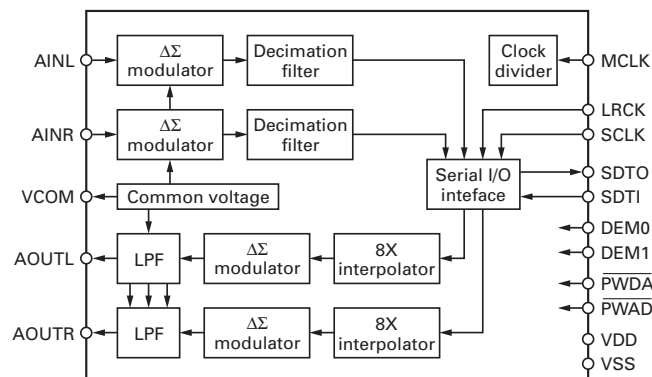 AINL
ΔΣ
modulator
Decimation
filter
Clock
divider
MCLK
LRCK
AINR
ΔΣ
modulator
Decimation
filter
SCLK
SDTO
VCOM
Common voltage
Serial I/O
inteface
SDTI
DEM0
AOUTL
LPF
ΔΣ
modulator
8X
interpolator
DEM1
PWDA
PWAD
AOUTR
LPF
ΔΣ
modulator
8X
interpolator
VDD
VSS